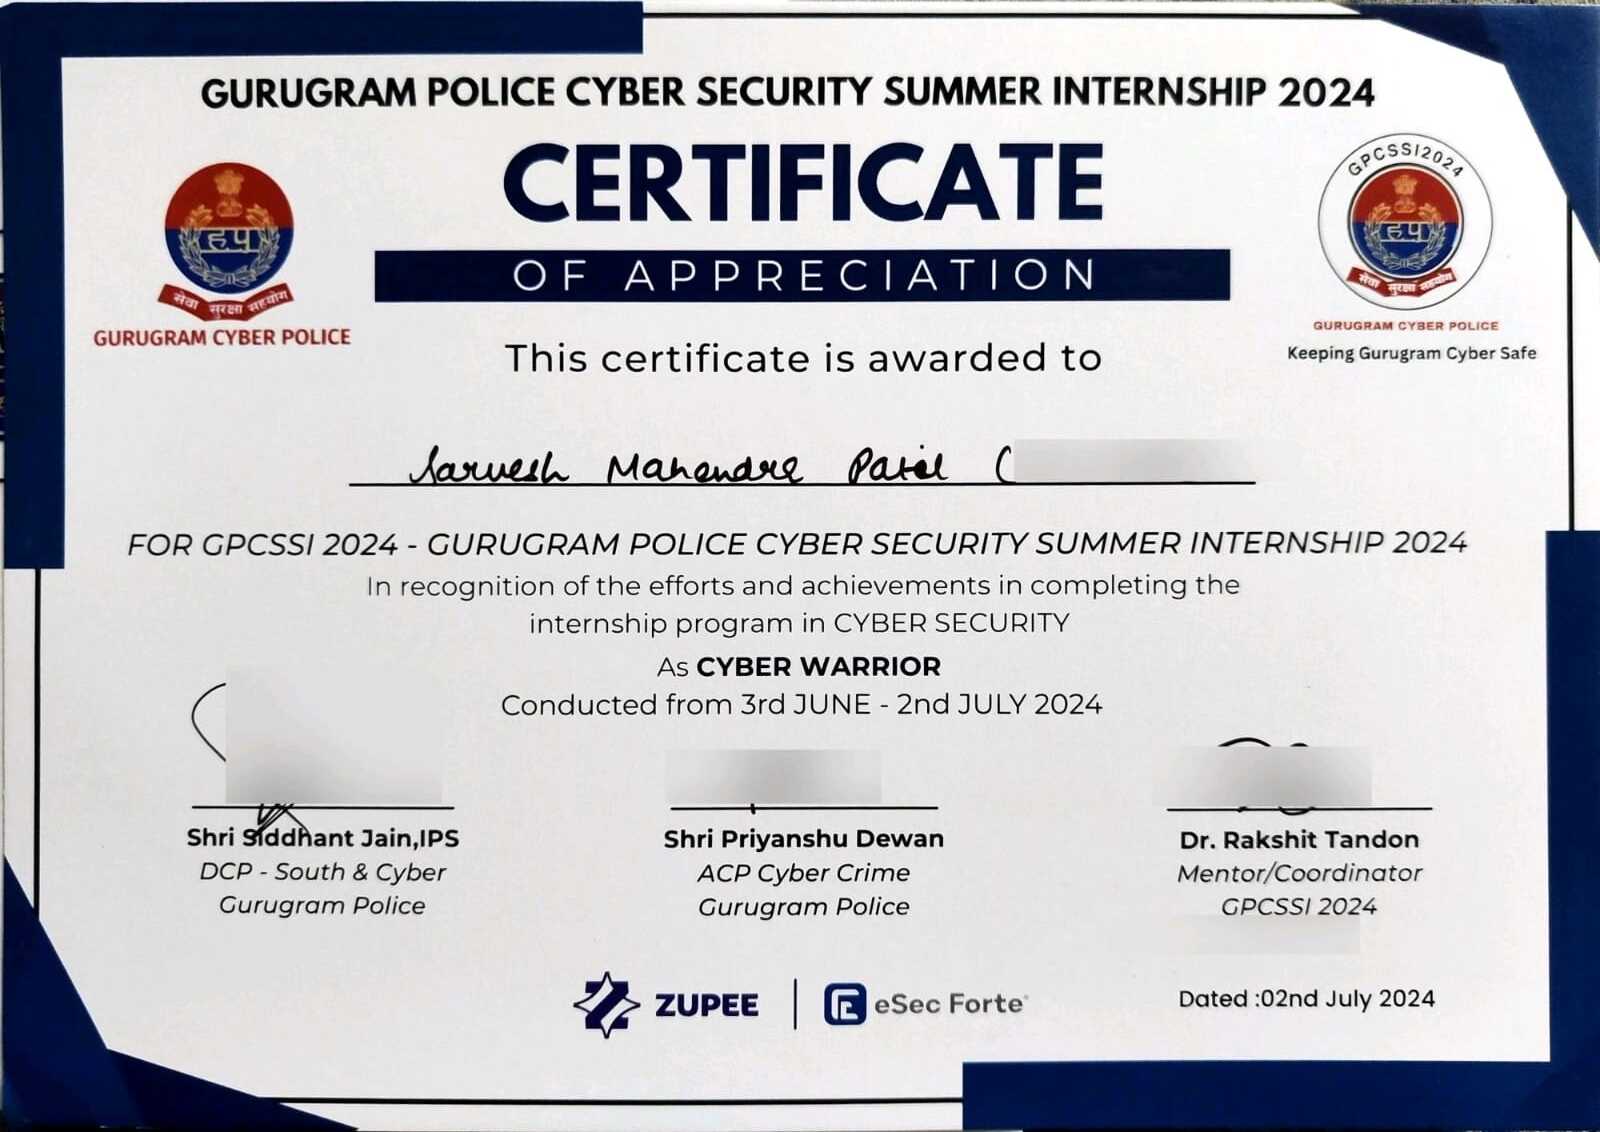 GURUGRAM POLICE CYBER SECURITY SUMMER INTERNSHIP 2024
CERTIFICATE
OF APPRECIATION
हप
सेवा सुरक्षा सहयोग
GURUGRAM CYBER POLICE
GPCSSI2024
हप
सेवा सुरक्षा सहयोग
GURUGRAM CYBER POLICE
Keeping Gurugram Cyber Safe
This certificate is awarded to
Sarvesh Mahendra Patil (
FOR GPCSSI 2024 - GURUGRAM POLICE CYBER SECURITY SUMMER INTERNSHIP 2024
In recognition of the efforts and achievements in completing the
internship program in CYBER SECURITY
As CYBER WARRIOR
Conducted from 3rd JUNE - 2nd JULY 2024
Shri Siddhant Jain,IPS
DCP - South & Cyber
Gurugram Police
Shri Priyanshu Dewan
ACP Cyber Crime
Gurugram Police
Dr. Rakshit Tandon
Mentor/Coordinator
GPCSSI 2024
ZUPEE
eSec Forte
Dated :02nd July 2024